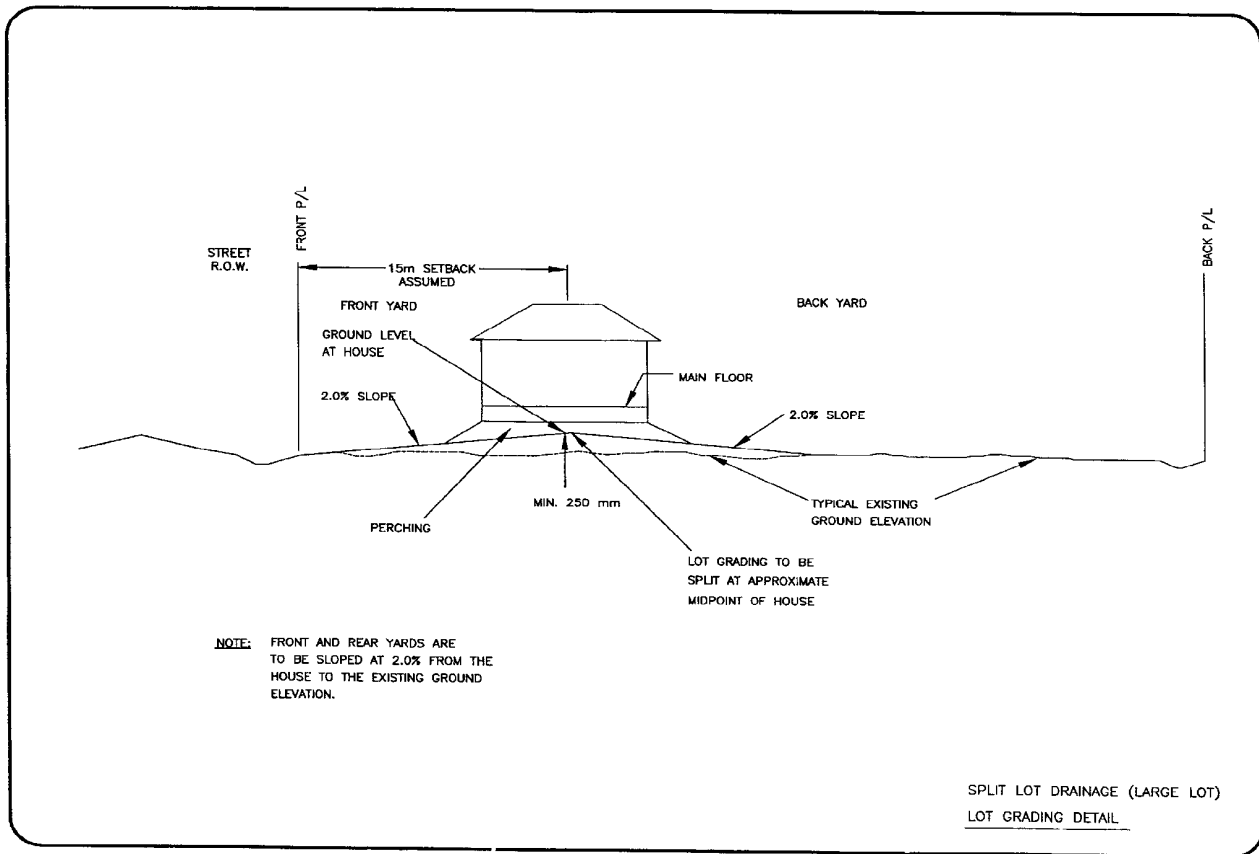 FRONT P/L
BACK P/L
STREET
R.O.W.
15m SETBACK
ASSUMED
FRONT YARD
BACK YARD
GROUND LEVEL
AT HOUSE
MAIN FLOOR
2.0% SLOPE
2.0% SLOPE
MIN. 250 mm
PERCHING
TYPICAL EXISTING
GROUND ELEVATION
LOT GRADING TO BE
SPLIT AT APPROXIMATE
MIDPOINT OF HOUSE
NOTE: FRONT AND REAR YARDS ARE
TO BE SLOPED AT 2.0% FROM THE
HOUSE TO THE EXISTING GROUND
ELEVATION.
SPLIT LOT DRAINAGE (LARGE LOT)
LOT GRADING DETAIL